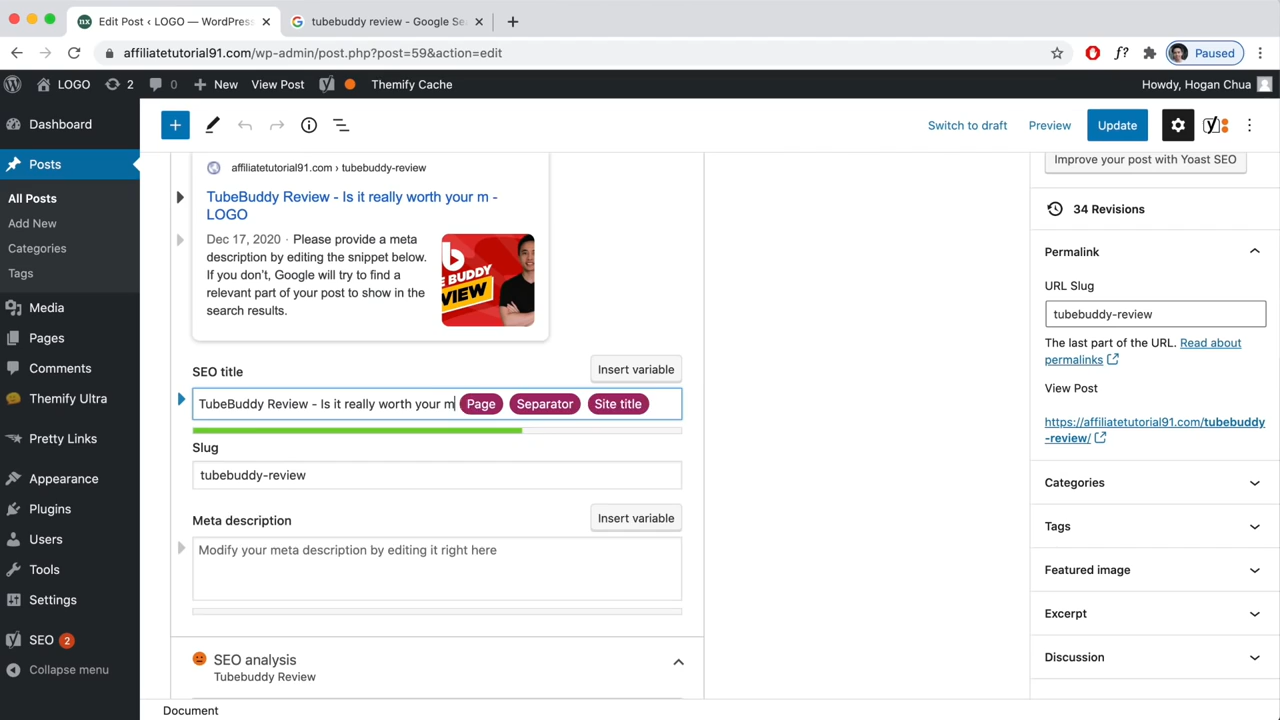 Edit Post ‹ LOGO — WordPress
tubebuddy review - Google Se
affiliatetutorial91.com/wp-admin/post.php?post=59&action=edit
f?
Paused
LOGO
2
0
New
View Post
Themify Cache
Howdy, Hogan Chua
Dashboard
Posts
All Posts
Add New
Categories
Tags
Media
Pages
Comments
Themify Ultra
Pretty Links
Appearance
Plugins
Users
Tools
Settings
SEO 2
Collapse menu
Switch to draft
Preview
Update
affiliatetutorial91.com › tubebuddy-review
TubeBuddy Review - Is it really worth your m -
LOGO
Dec 17, 2020 · Please provide a meta
description by editing the snippet below.
If you don't, Google will try to find a
relevant part of your post to show in the
search results.
E BUDDY
VIEW
SEO title
Insert variable
TubeBuddy Review - Is it really worth your m Page Separator Site title
Slug
tubebuddy-review
Meta description
Insert variable
Modify your meta description by editing it right here
SEO analysis
Tubebuddy Review
Document
Improve your post with Yoast SEO
34 Revisions
Permalink
URL Slug
tubebuddy-review
The last part of the URL. Read about
permalinks
View Post
https://affiliatetutorial91.com/tubebuddy
-review/
Categories
Tags
Featured image
Excerpt
Discussion